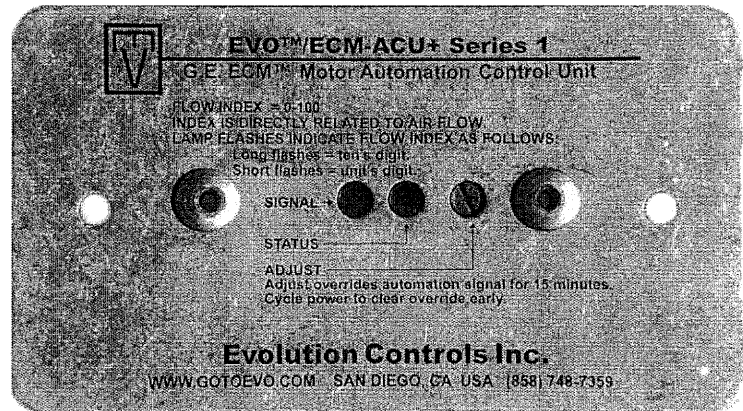 EVO™/ECM-ACU+ Series 1
G.E. ECM™ Motor Automation Control Unit
FLOW INDEX = 0-100
INDEX IS DIRECTLY RELATED TO AIR FLOW
LAMP FLASHES INDICATE FLOW INDEX AS FOLLOWS:
Long flashes = ten's digit.
Short flashes = unit's digit.
SIGNAL
STATUS
ADJUST
Adjust overrides automation signal for 15 minutes.
Cycle power to clear override early.
Evolution Controls Inc.
WWW.GOTOEVO.COM SAN DIEGO, CA USA (858) 748-7359